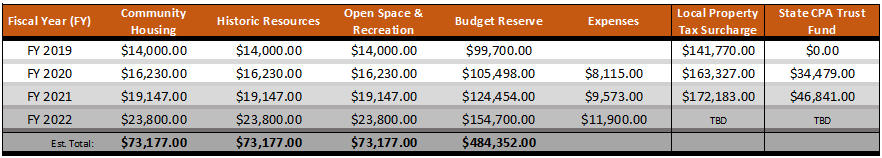 Fiscal Year (FY) Community Housing Historic Resources Open Space & Recreation Budget Reserve Expenses Local Property Tax Surcharge State CPA Trust Fund
FY 2019 $14,000.00 $14,000.00 $14,000.00 $99,700.00 $141,770.00 $0.00
FY 2020 $16,230.00 $16,230.00 $16,230.00 $105,498.00 $8,115.00 $163,327.00 $34,479.00
FY 2021 $19,147.00 $19,147.00 $19,147.00 $124,454.00 $9,573.00 $172,183.00 $46,841.00
FY 2022 $23,800.00 $23,800.00 $23,800.00 $154,700.00 $11,900.00 TBD TBD
Est. Total: $73,177.00 $73,177.00 $73,177.00 $484,352.00